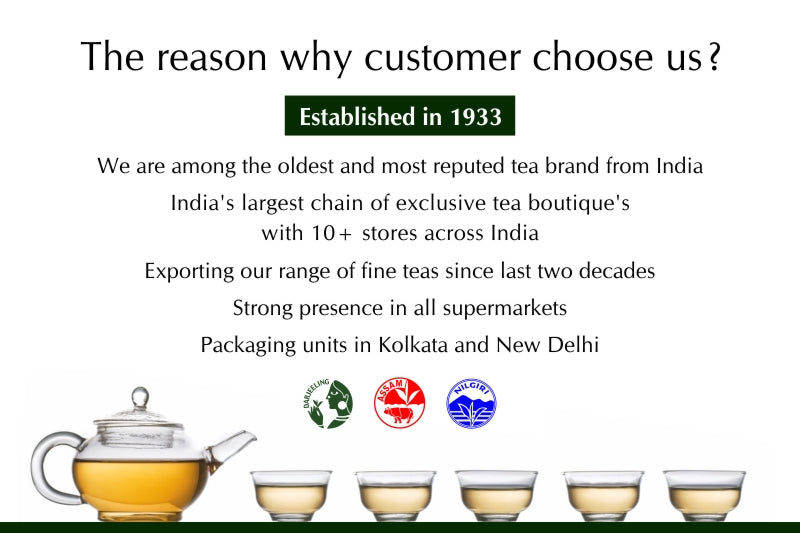 The reason why customer choose us?
Established in 1933
We are among the oldest and most reputed tea brand from India
India's largest chain of exclusive tea boutique's
with 10+ stores across India
Exporting our range of fine teas since last two decades
Strong presence in all supermarkets
Packaging units in Kolkata and New Delhi
DARJEELING
ASSAM
NILGIRI